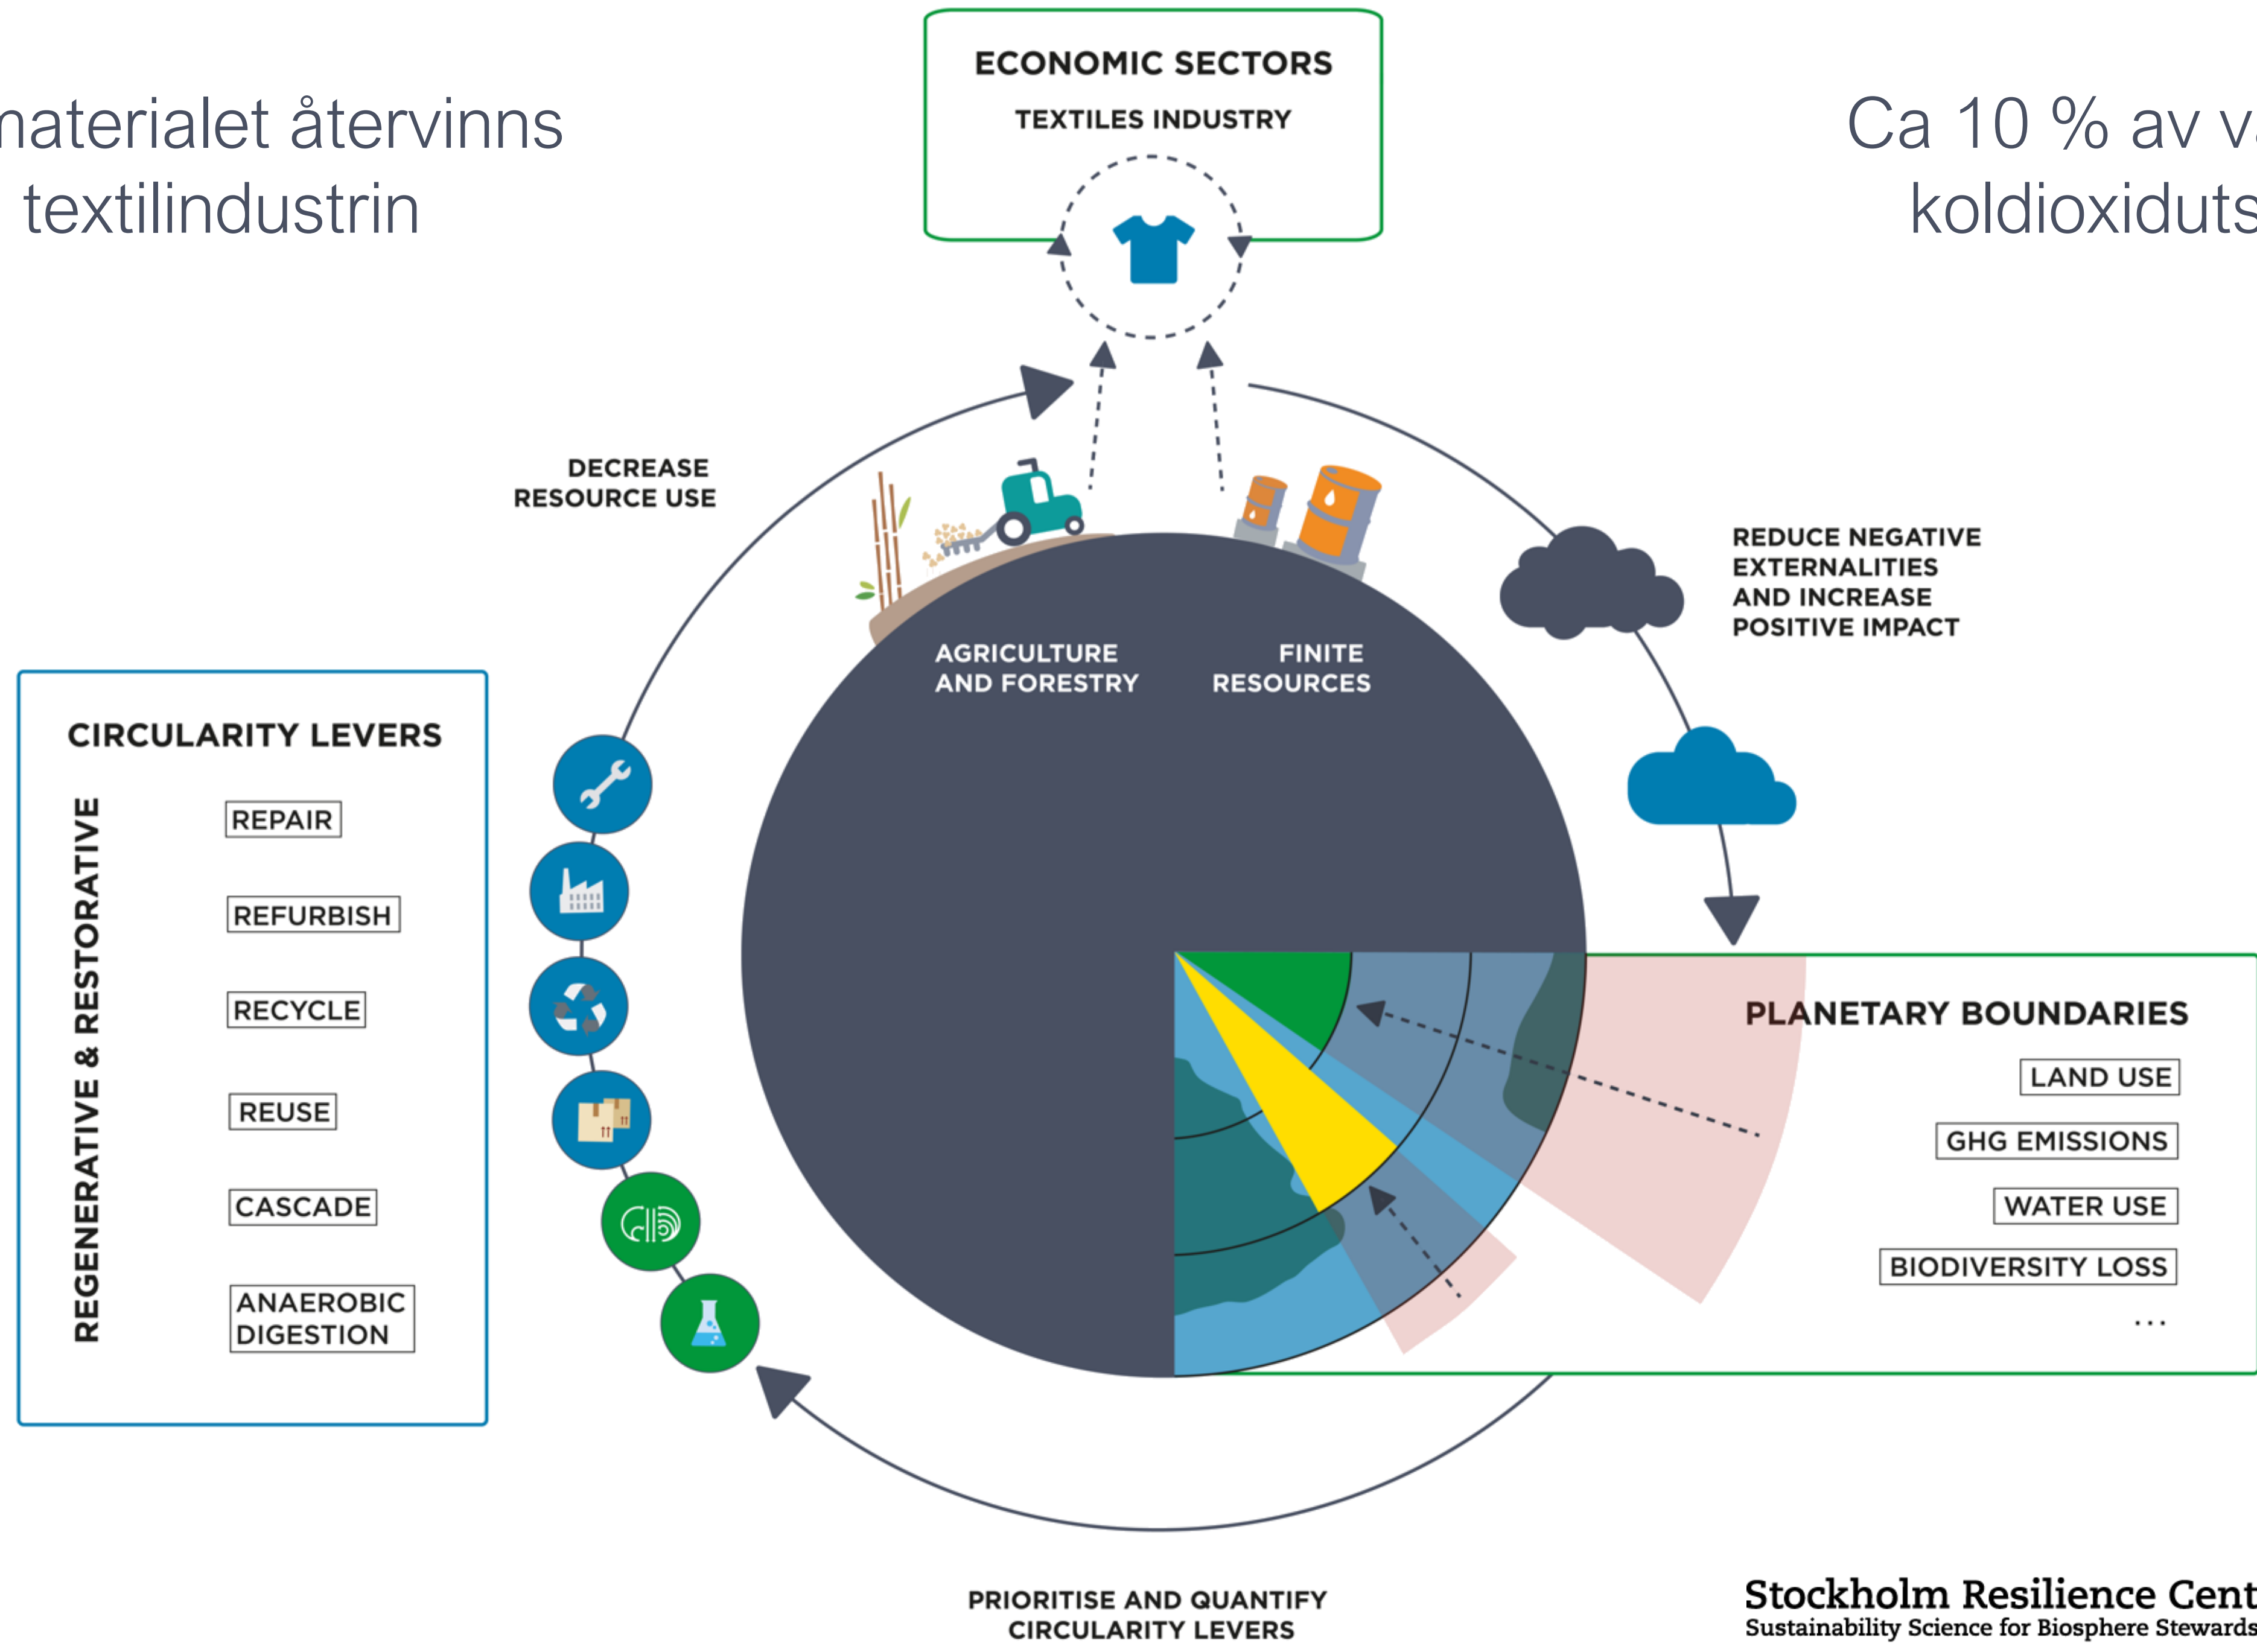 materialet återvinns
textilindustrin
ECONOMIC SECTORS
TEXTILES INDUSTRY
Ca 10 % av
DECREASE
RESOURCE USE
REDUCE NEGATIVE
EXTERNALITIES
AND INCREASE
POSITIVE IMPACT
AGRICULTURE
AND FORESTRY
FINITE
RESOURCES
CIRCULARITY LEVERS
REGENERATIVE & RESTORATIVE
REPAIR
REFURBISH
RECYCLE
REUSE
CASCADE
ANAEROBIC
DIGESTION
PLANETARY BOUNDARIES
LAND USE
GHG EMISSIONS
WATER USE
BIODIVERSITY LOSS
...
PRIORITISE AND QUANTIFY
CIRCULARITY LEVERS
Stockholm Resilience Cent
Sustainability Science for Biosphere Stewards